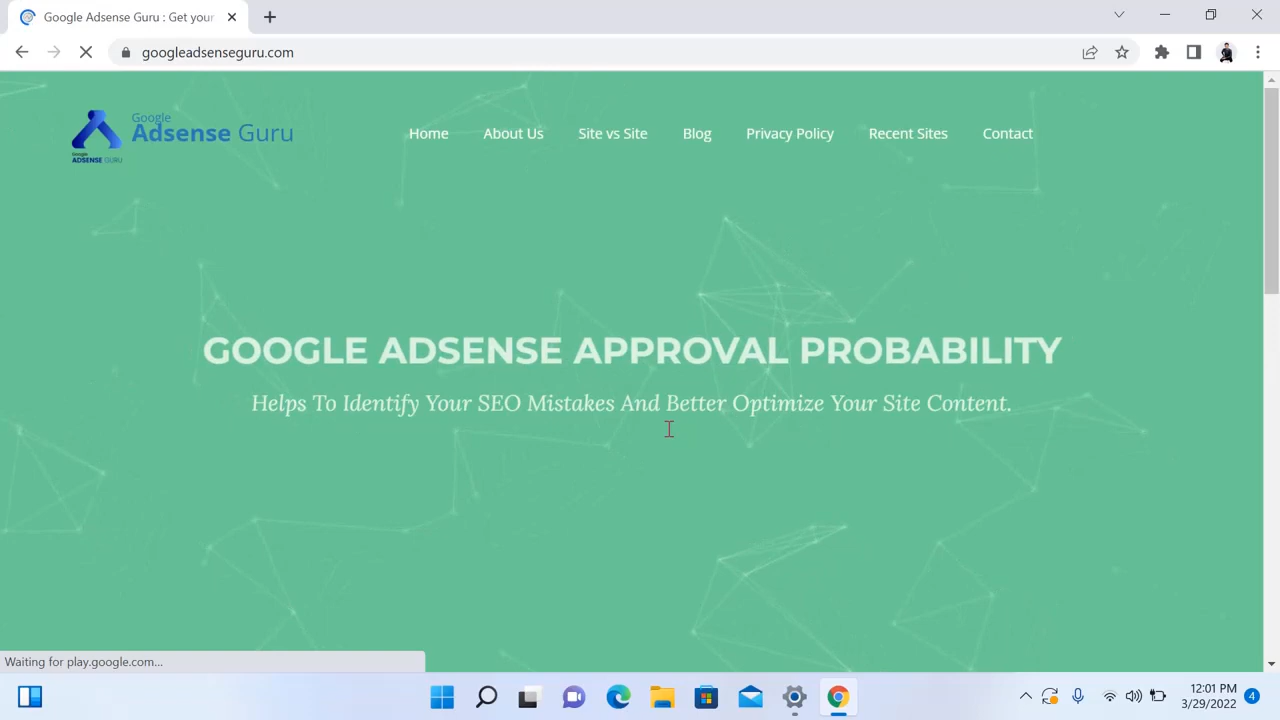 Google Adsense Guru : Get your
googleadsenseguru.com
Google
Adsense Guru
Google
ADSENSE GURU
Home About Us Site vs Site Blog Privacy Policy Recent Sites Contact
GOOGLE ADSENSE APPROVAL PROBABILITY
Helps To Identify Your SEO Mistakes And Better Optimize Your Site Content.
Waiting for play.google.com...
12:01 PM
3/29/2022
4